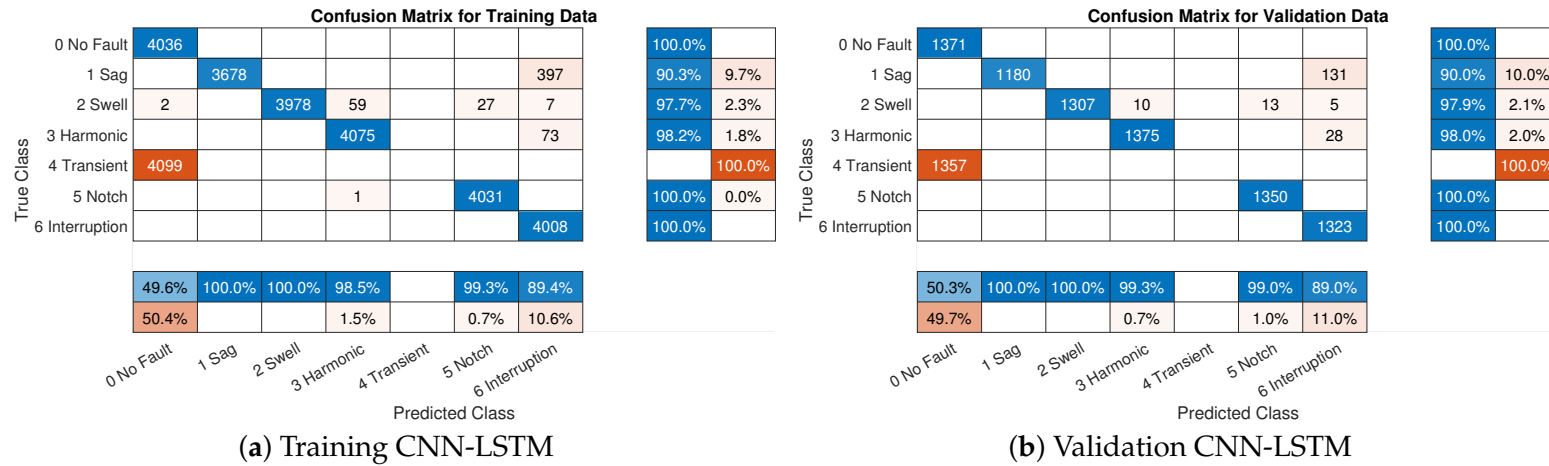 Confusion Matrix for Training Data
0 No Fault 4036 100.0%
1 Sag 3678 397 90.3% 9.7%
2 Swell 2 3978 59 27 7 97.7% 2.3%
3 Harmonic 4075 73 98.2% 1.8%
4 Transient 4099 100.0%
5 Notch 1 4031 100.0% 0.0%
6 Interruption 4008 100.0%
True Class
49.6% 100.0% 100.0% 98.5% 99.3% 89.4%
50.4% 1.5% 0.7% 10.6%
0 No Fault 1 Sag 2 Swell 3 Harmonic 4 Transient 5 Notch 6 Interruption
Predicted Class
(a) Training CNN-LSTM
Confusion Matrix for Validation Data
0 No Fault 1371 100.0%
1 Sag 1180 131 90.0% 10.0%
2 Swell 1307 10 13 5 97.9% 2.1%
3 Harmonic 1375 28 98.0% 2.0%
4 Transient 1357 100.0%
5 Notch 1350 100.0%
6 Interruption 1323 100.0%
True Class
50.3% 100.0% 100.0% 99.3% 99.0% 89.0%
49.7% 0.7% 1.0% 11.0%
0 No Fault 1 Sag 2 Swell 3 Harmonic 4 Transient 5 Notch 6 Interruption
Predicted Class
(b) Validation CNN-LSTM